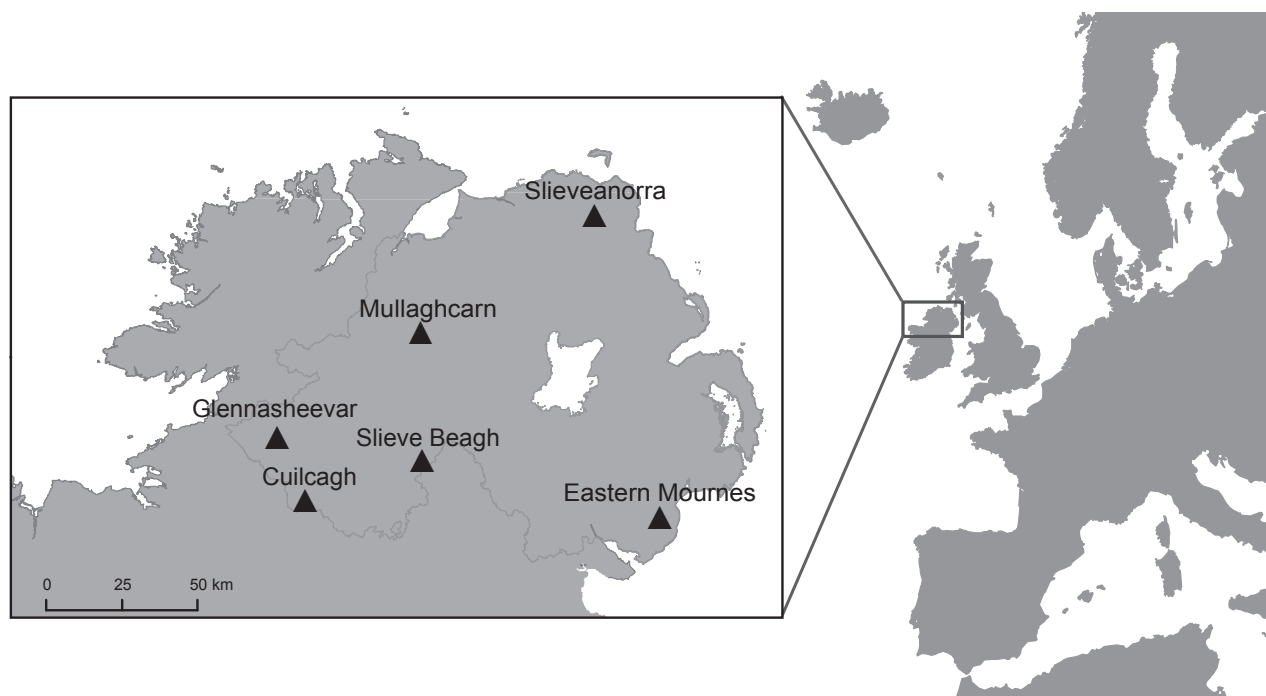 Slieveanorra
Mullaghcarn
Glennasheevar
Slieve Beagh
Cuilcagh
Eastern Mournes
0 25 50 km